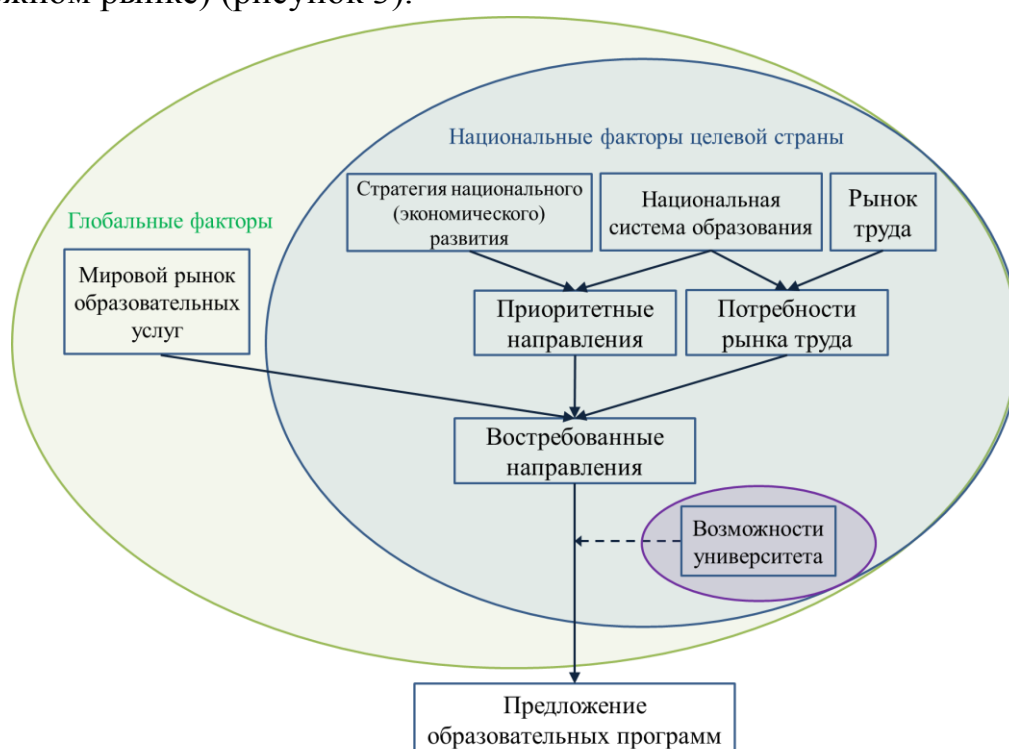 жном рынке) (рисунок 3).
Национальные факторы целевой страны
Стратегия национального
(экономического)
развития
Национальная
система образования
Рынок
труда
Глобальные факторы
Мировой рынок
образовательных
услуг
Приоритетные
направления
Потребности
рынка труда
Востребованные
направления
Возможности
университета
Предложение
образовательных программ